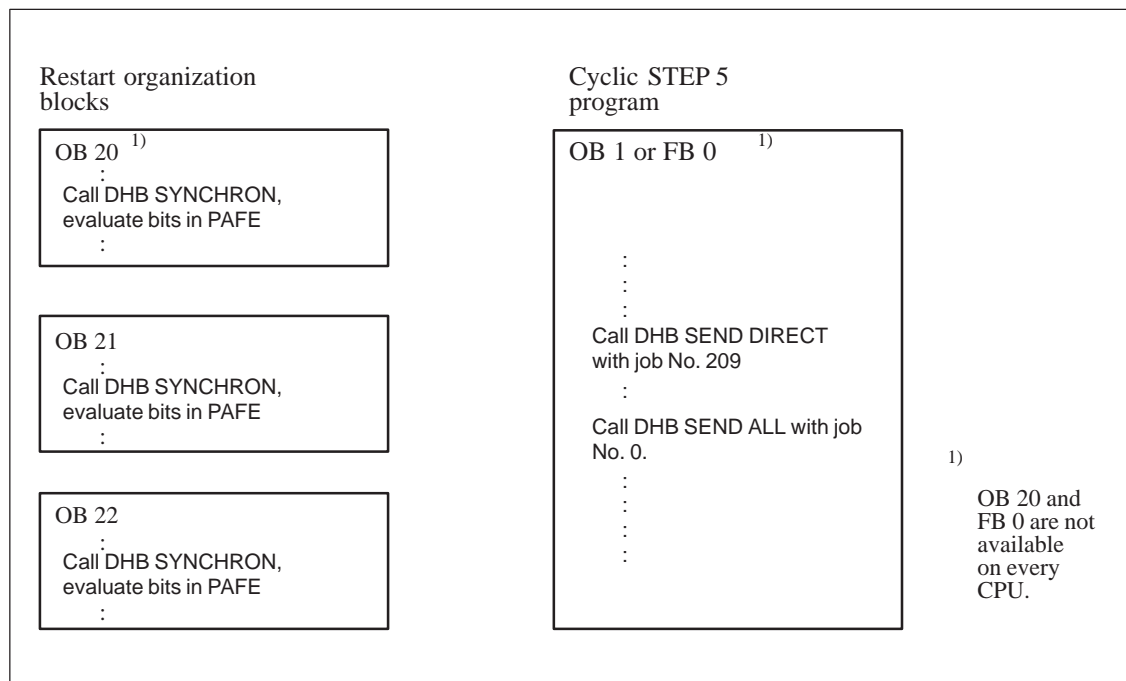 Restart organization
blocks
OB 20 1)
:
Call DHB SYNCHRON,
evaluate bits in PAFE
:
OB 21
:
Call DHB SYNCHRON,
evaluate bits in PAFE
:
OB 22
:
Call DHB SYNCHRON,
evaluate bits in PAFE
:
Cyclic STEP 5
program
OB 1 or FB 0 1)
:
:
:
Call DHB SEND DIRECT
with job No. 209
:
Call DHB SEND ALL with job
No. 0.
:
:
:
:
1)
OB 20 and
FB 0 are not
available
on every
CPU.